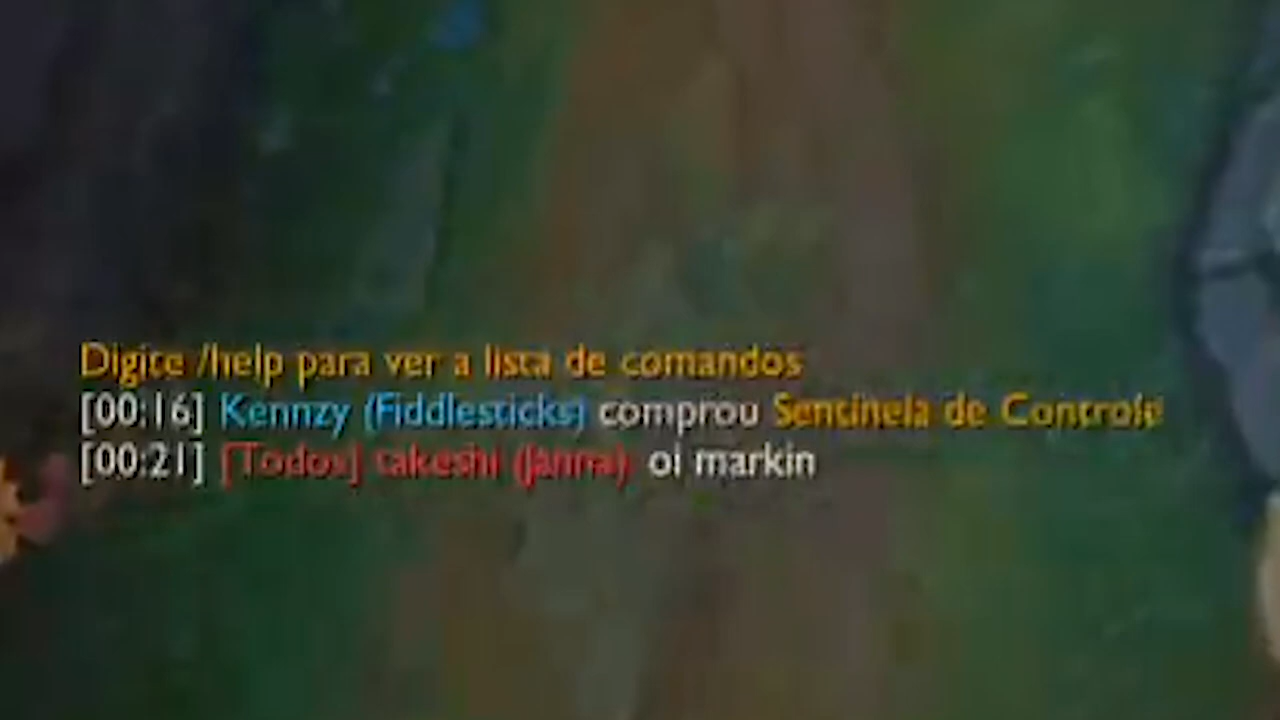 Digite /help para ver a lista de comandos
[00:16] Kennzy (Fiddlesticks) comprou Sentinela de Controle
[00:21] [Todos] takeshi (Janna): oi markin